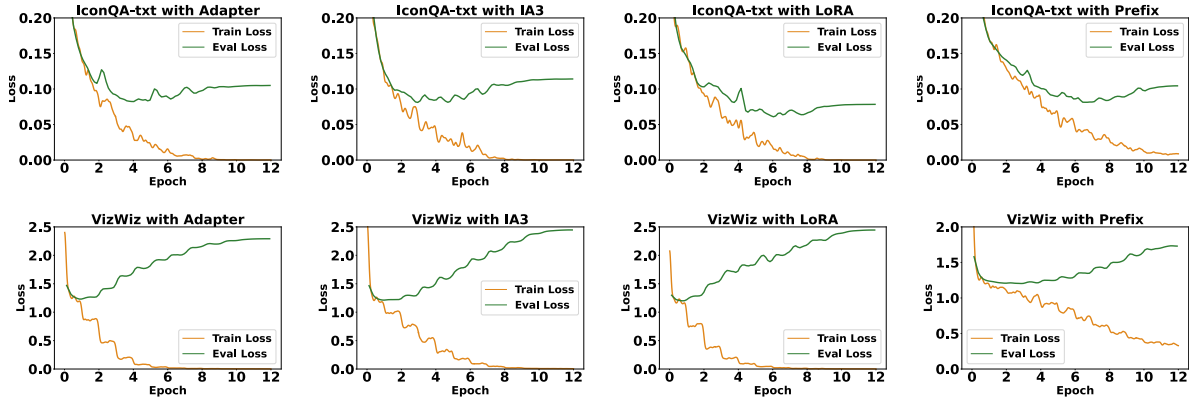 IconQA-txt with Adapter
0.20
0.15
0.10
0.05
0.00
Loss
0 2 4 6 8 10 12
Epoch
Train Loss
Eval Loss
IconQA-txt with IA3
0.20
0.15
0.10
0.05
0.00
Loss
0 2 4 6 8 10 12
Epoch
Train Loss
Eval Loss
IconQA-txt with LoRA
0.20
0.15
0.10
0.05
0.00
Loss
0 2 4 6 8 10 12
Epoch
Train Loss
Eval Loss
IconQA-txt with Prefix
0.20
0.15
0.10
0.05
0.00
Loss
0 2 4 6 8 10 12
Epoch
Train Loss
Eval Loss
VizWiz with Adapter
2.5
2.0
1.5
1.0
0.5
0.0
Loss
0 2 4 6 8 10 12
Epoch
Train Loss
Eval Loss
VizWiz with IA3
2.5
2.0
1.5
1.0
0.5
0.0
Loss
0 2 4 6 8 10 12
Epoch
Train Loss
Eval Loss
VizWiz with LoRA
2.5
2.0
1.5
1.0
0.5
0.0
Loss
0 2 4 6 8 10 12
Epoch
Train Loss
Eval Loss
VizWiz with Prefix
2.0
1.5
1.0
0.5
0.0
Loss
0 2 4 6 8 10 12
Epoch
Train Loss
Eval Loss